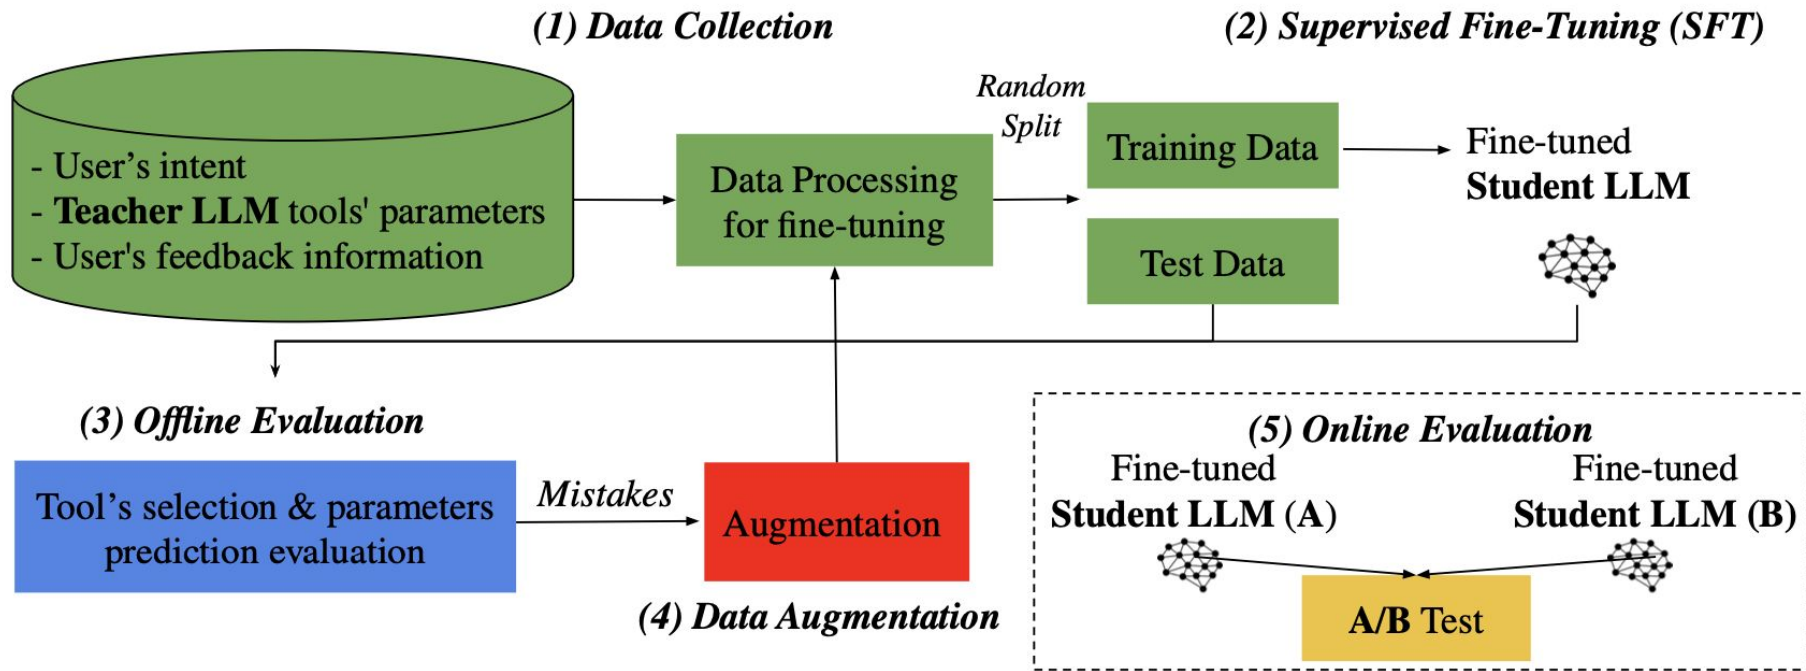 (1) Data Collection
(2) Supervised Fine-Tuning (SFT)
- User’s intent
- Teacher LLM tools' parameters
- User's feedback information
Data Processing
for fine-tuning
Random
Split
Training Data
Test Data
Fine-tuned
Student LLM
(3) Offline Evaluation
Tool’s selection & parameters
prediction evaluation
Mistakes
Augmentation
(4) Data Augmentation
(5) Online Evaluation
Fine-tuned
Student LLM (A)
Fine-tuned
Student LLM (B)
A/B Test